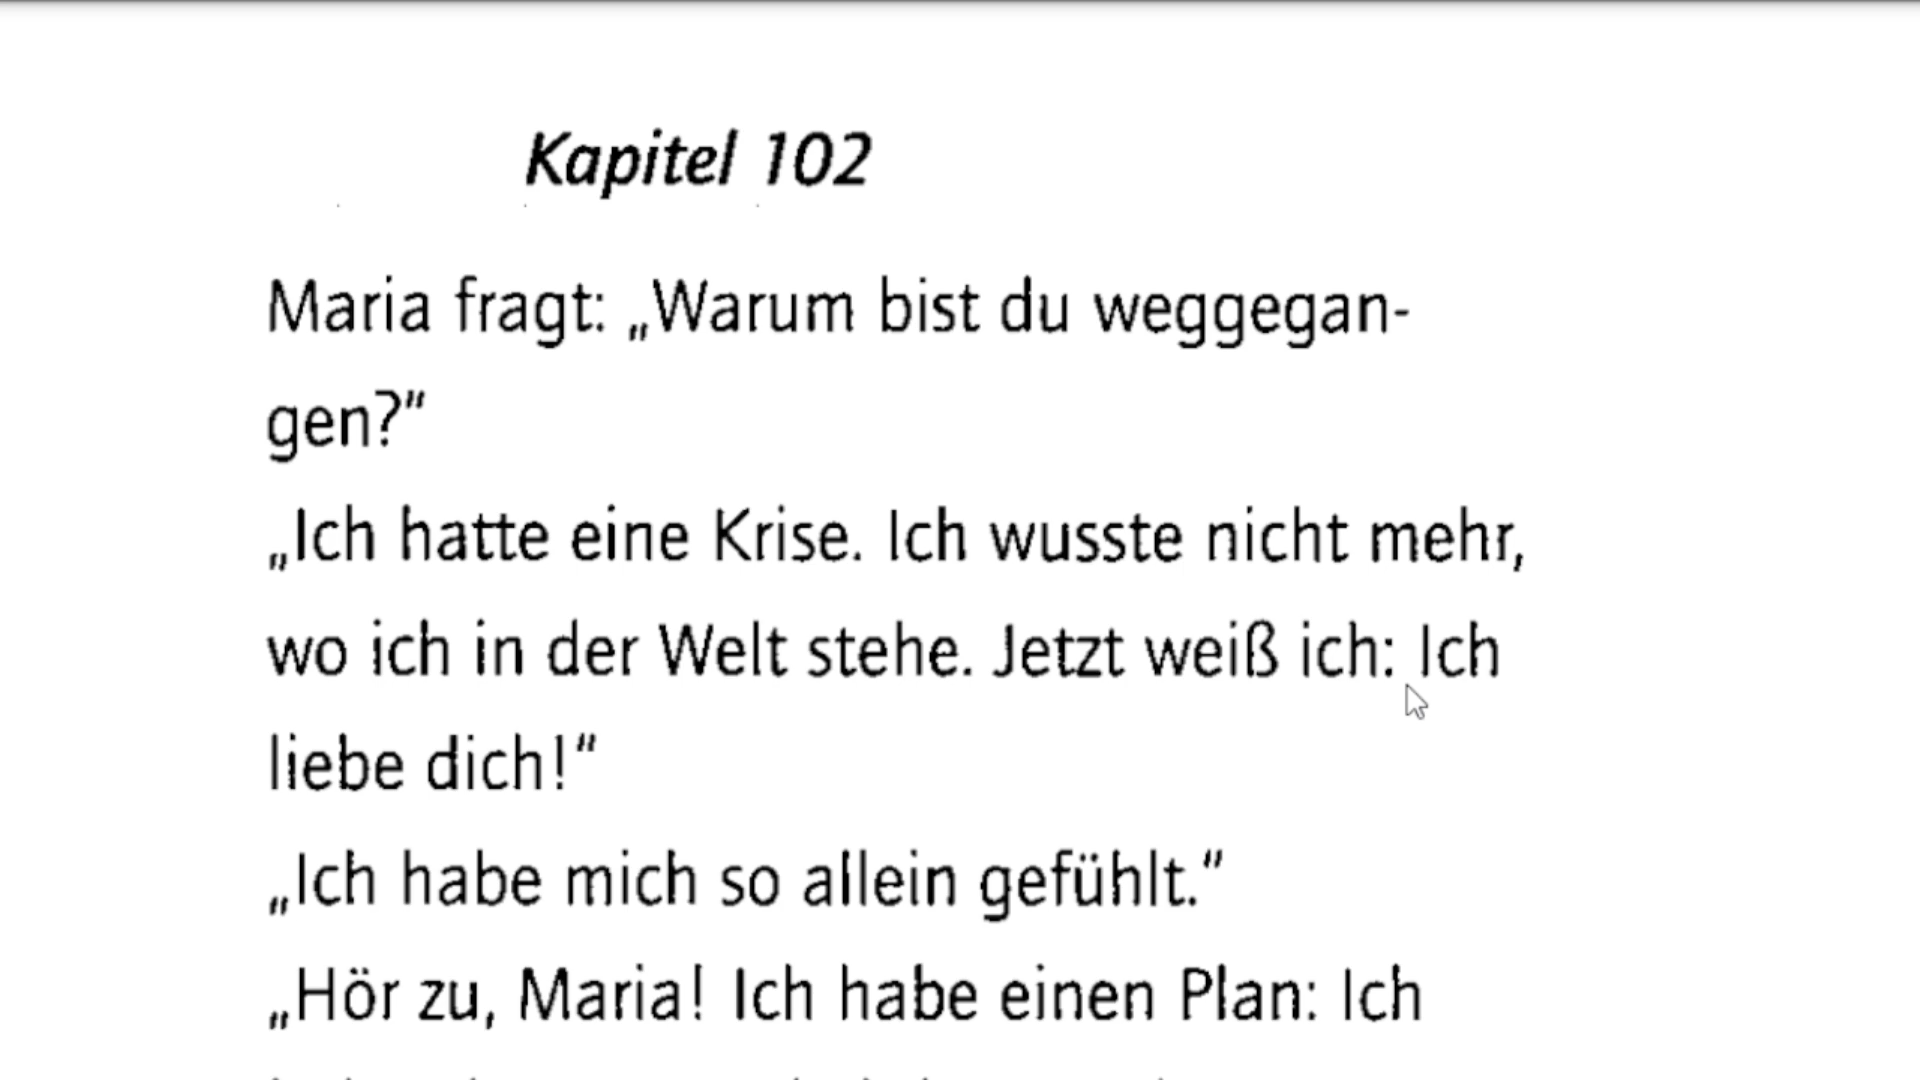 Kapitel 102
Maria fragt: „Warum bist du weggegan-
gen?“
„Ich hatte eine Krise. Ich wusste nicht mehr,
wo ich in der Welt stehe. Jetzt weiß ich: Ich
liebe dich!“
„Ich habe mich so allein gefühlt.“
„Hör zu, Maria! Ich habe einen Plan: Ich